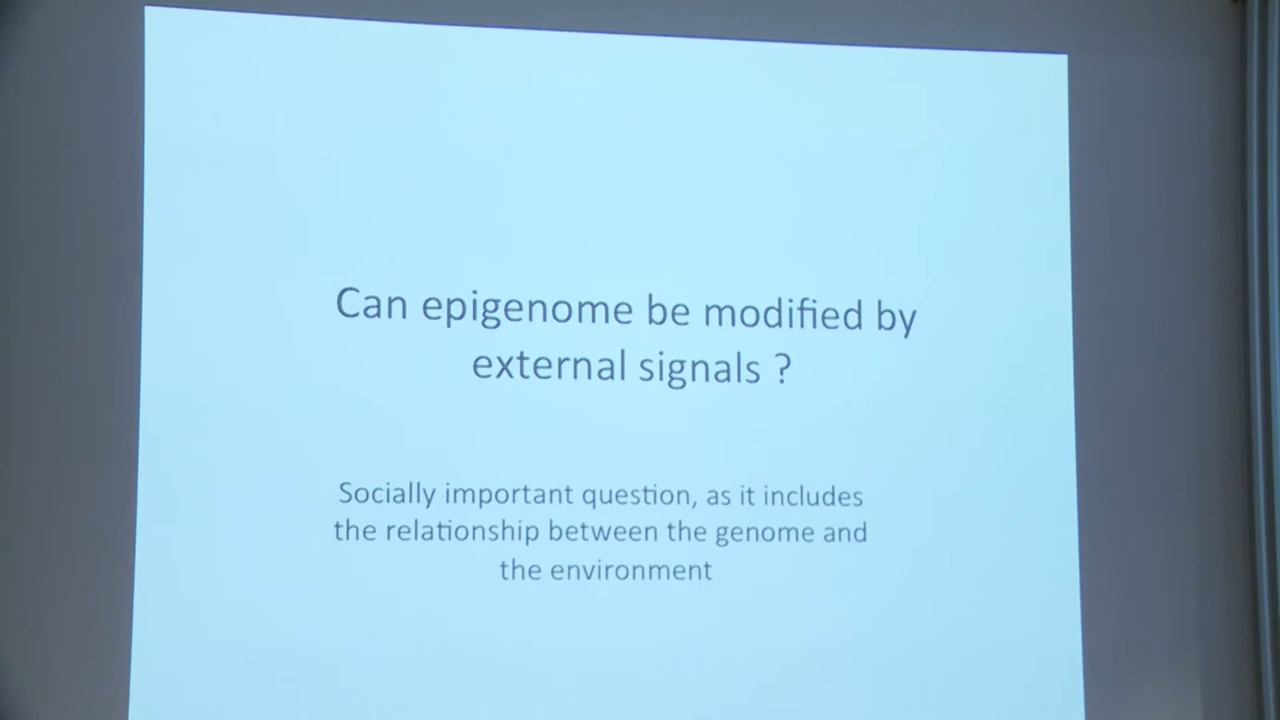 Can epigenome be modified by
external signals ?
Socially important question, as it includes
the relationship between the genome and
the environment